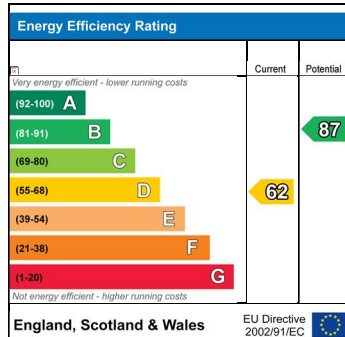 Energy Efficiency Rating
Current Potential
Very energy efficient - lower running costs
(92-100) A
(81-91) B
87
(69-80) C
(55-68) D
62
(39-54) E
(21-38) F
(1-20) G
Not energy efficient - higher running costs
England, Scotland & Wales
EU Directive
2002/91/EC